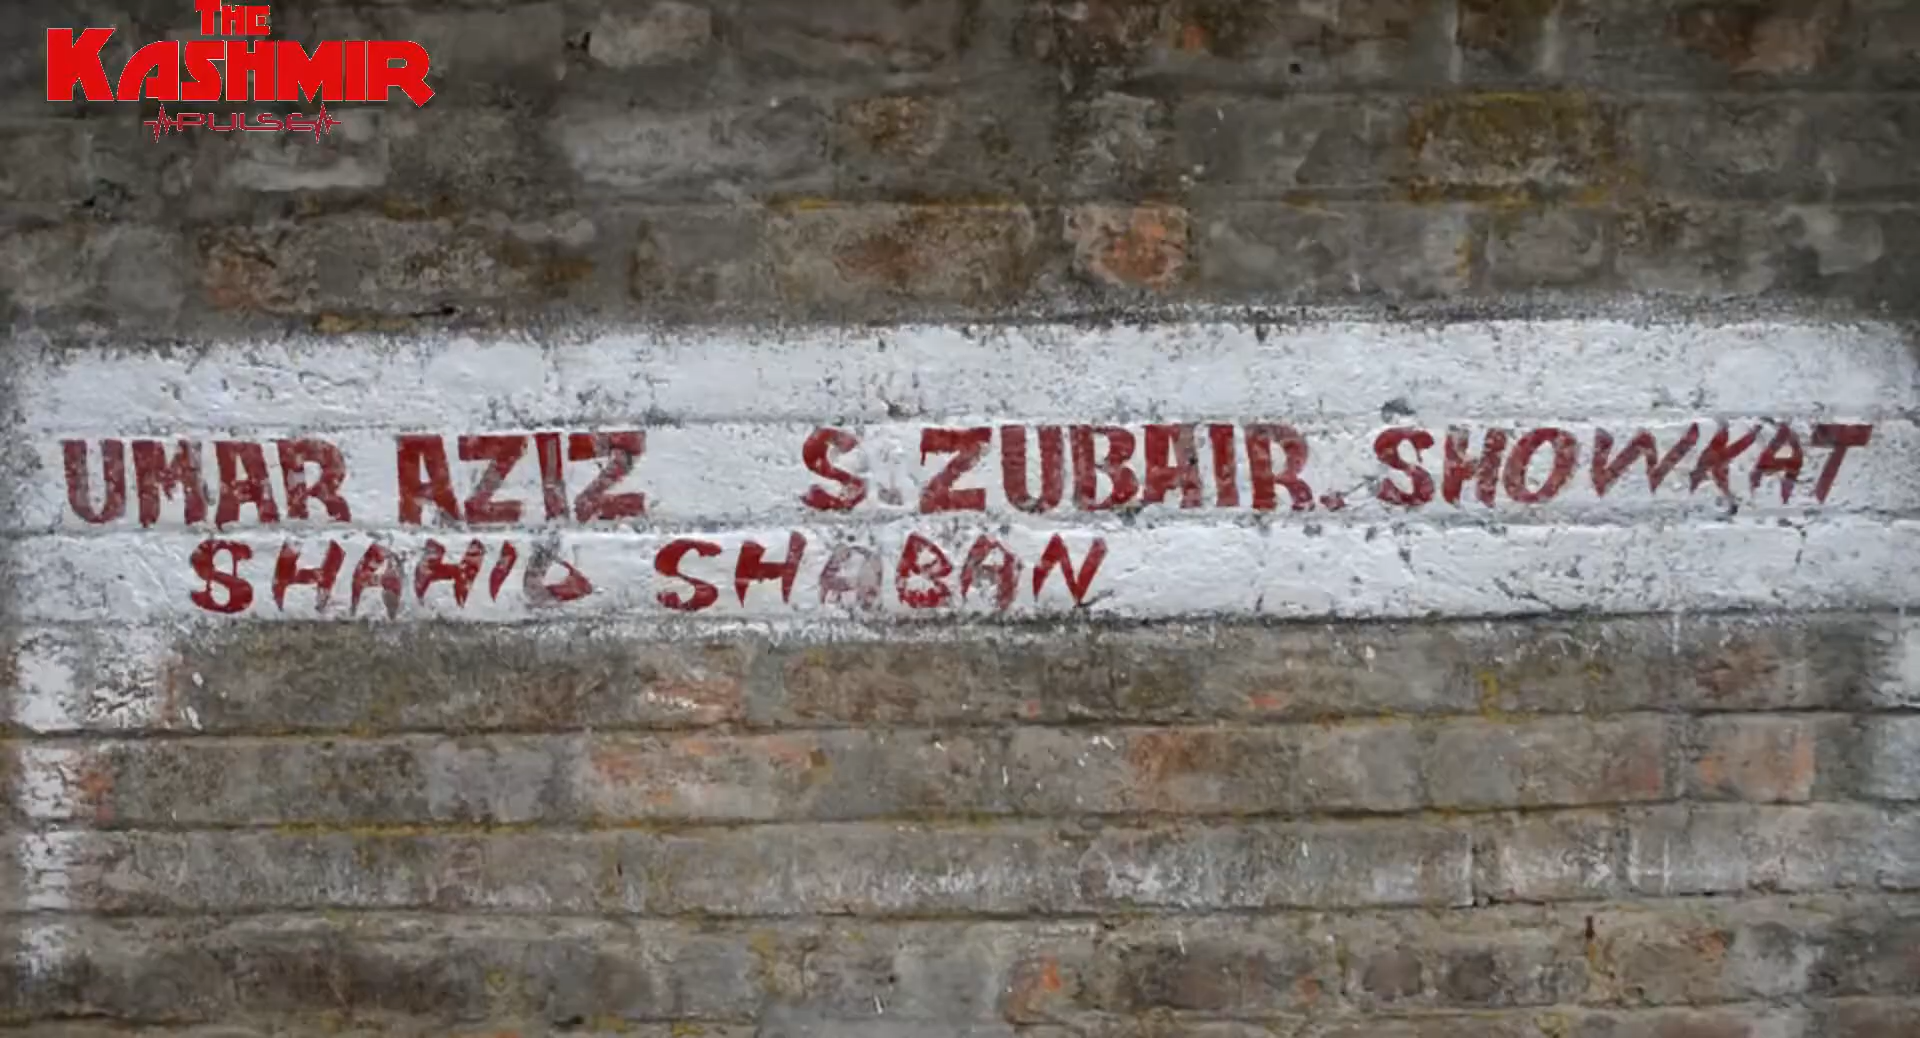 THE
KASHMIR
PULSE
UMAR AZIZ S. ZUBAIR. SHOWKAT
SHAHID SHABAN